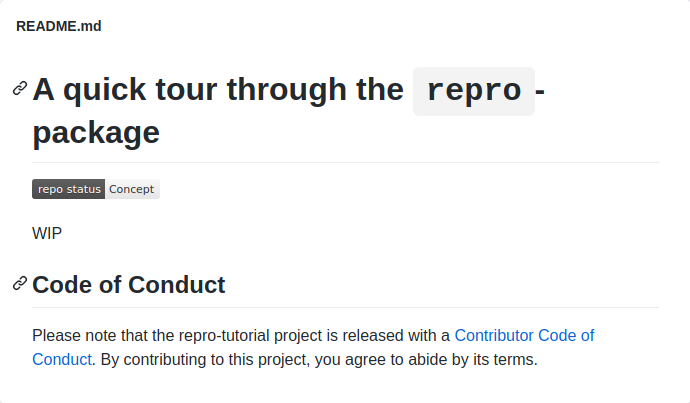 README.md
A quick tour through the repro-
package
repo status Concept
WIP
Code of Conduct
Please note that the repro-tutorial project is released with a Contributor Code of
Conduct. By contributing to this project, you agree to abide by its terms.